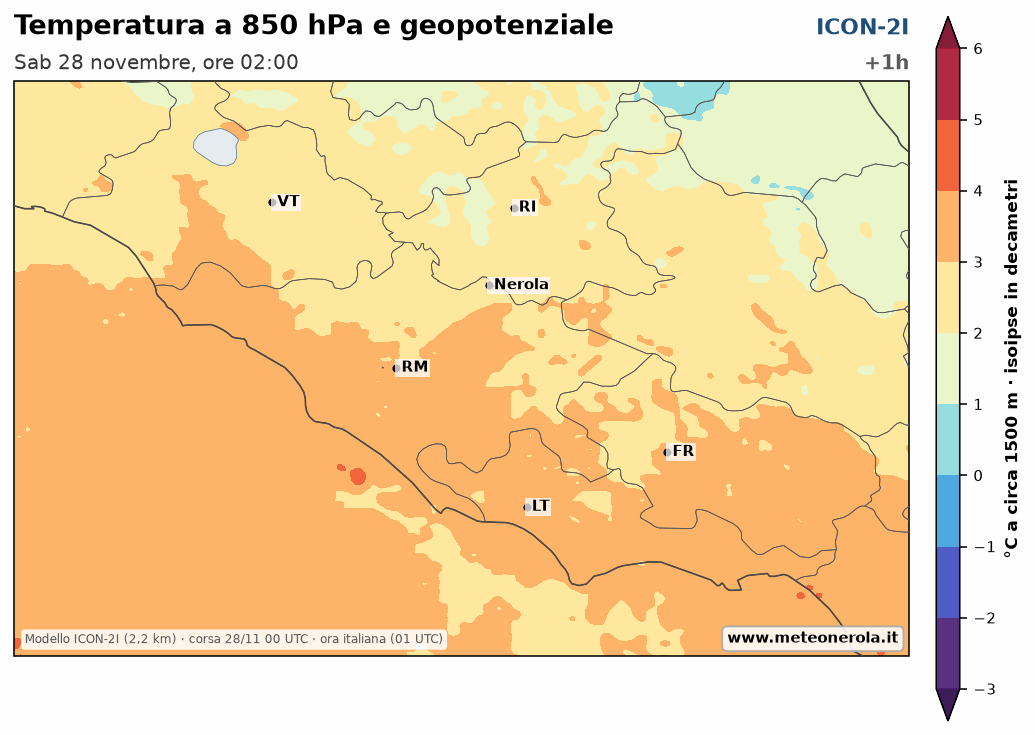 Temperatura a 850 hPa e geopotenziale
ICON-2I
Sab 28 novembre, ore 02:00
+1h
VT
RI
Nerola
RM
FR
LT
Modello ICON-2I (2,2 km) · corsa 28/11 00 UTC · ora italiana (01 UTC)
www.meteonerola.it
6
5
4
3
2
1
0
−1
−2
−3
°C a circa 1500 m · isoipse in decametri